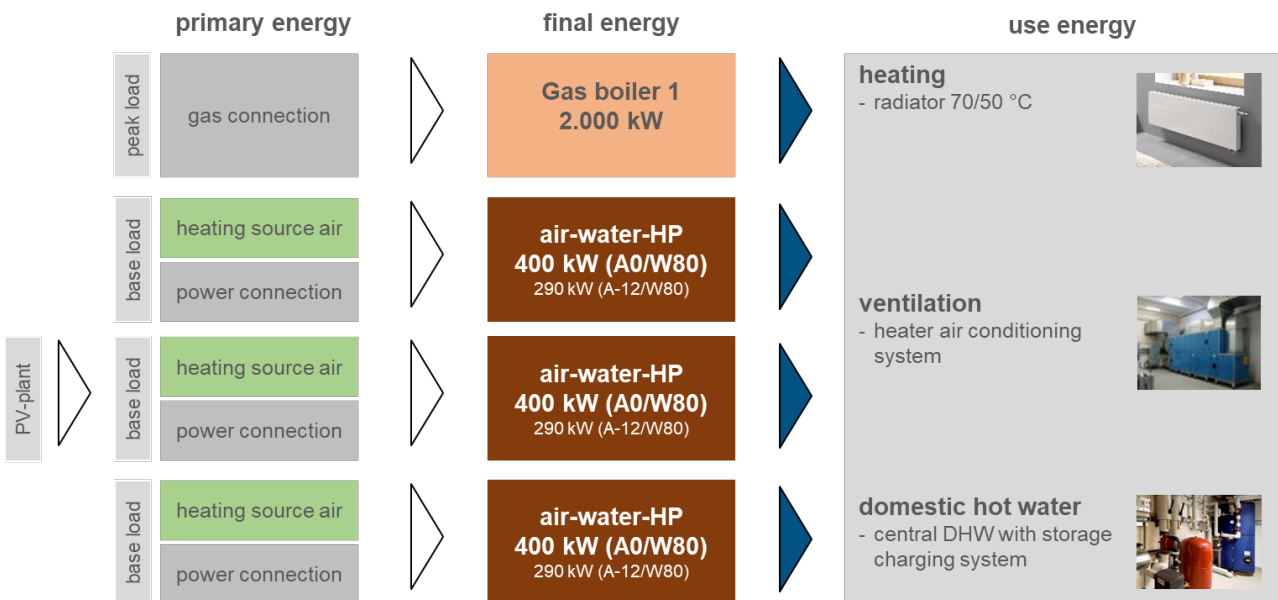 primary energy
final energy
use energy
peak load
gas connection
Gas boiler 1
2.000 kW
heating
- radiator 70/50 °C
base load
heating source air
power connection
air-water-HP
400 kW (A0/W80)
290 kW (A-12/W80)
ventilation
- heater air conditioning
system
PV-plant
base load
heating source air
power connection
air-water-HP
400 kW (A0/W80)
290 kW (A-12/W80)
base load
heating source air
power connection
air-water-HP
400 kW (A0/W80)
290 kW (A-12/W80)
domestic hot water
- central DHW with storage
charging system